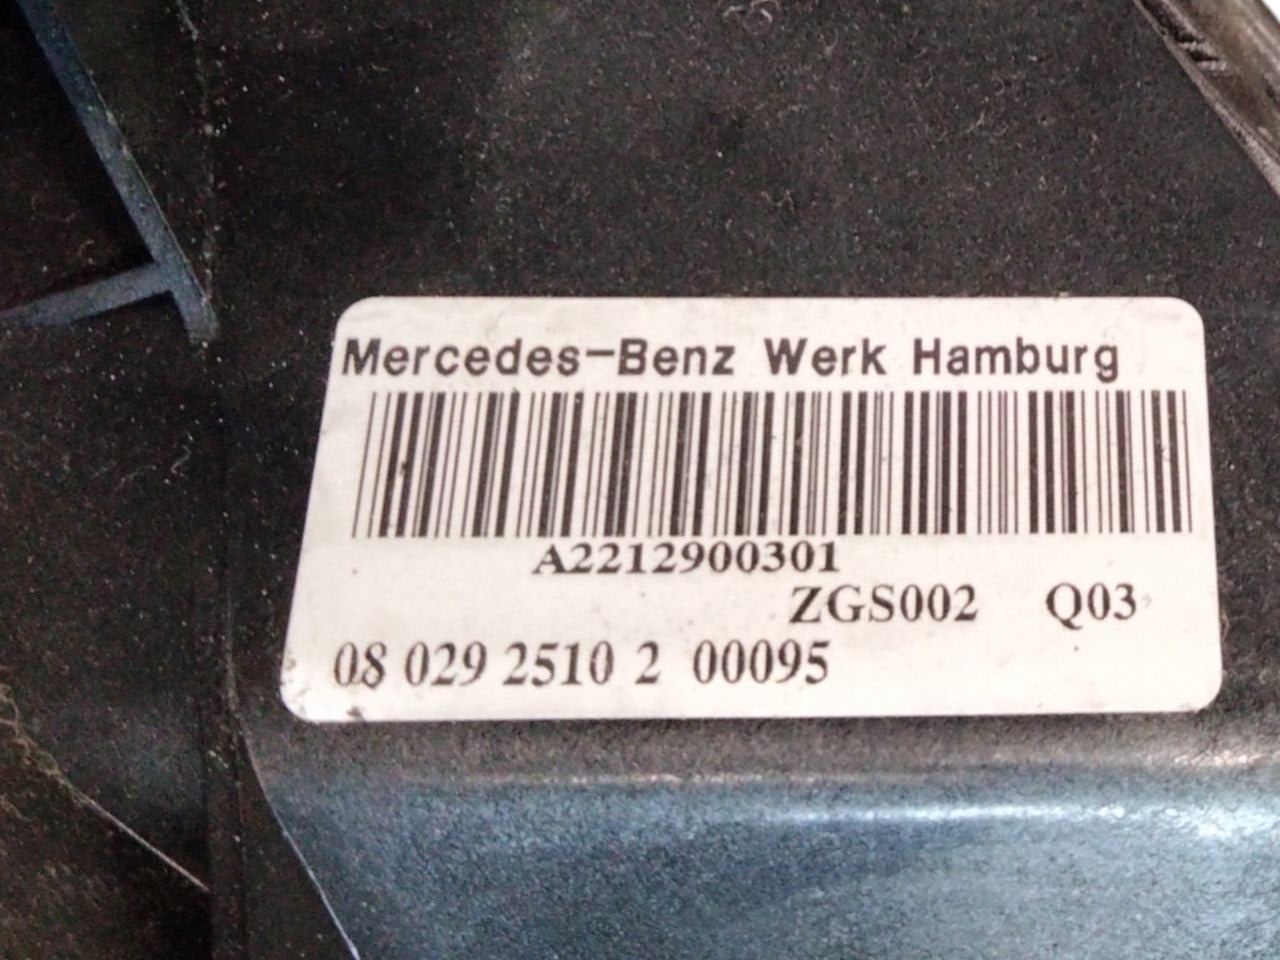 Mercedes-Benz Werk Hamburg
A2212900301
ZGS002 Q03
08 029 2510 2 00095